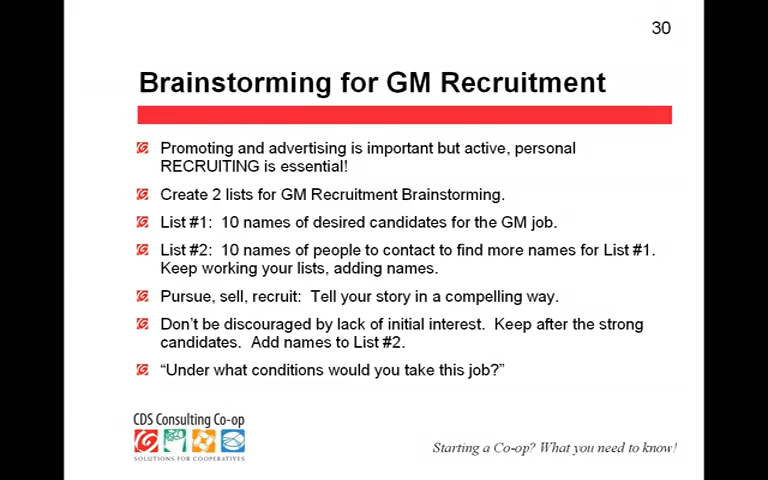 30
Brainstorming for GM Recruitment
Promoting and advertising is important but active, personal
RECRUITING is essential!
Create 2 lists for GM Recruitment Brainstorming.
List #1:  10 names of desired candidates for the GM job.
List #2:  10 names of people to contact to find more names for List #1.
Keep working your lists, adding names.
Pursue, sell, recruit:  Tell your story in a compelling way.
Don't be discouraged by lack of initial interest.  Keep after the strong
candidates.  Add names to List #2.
“Under what conditions would you take this job?”
CDS Consulting Co-op
SOLUTIONS FOR COOPERATIVES
Starting a Co-op? What you need to know!